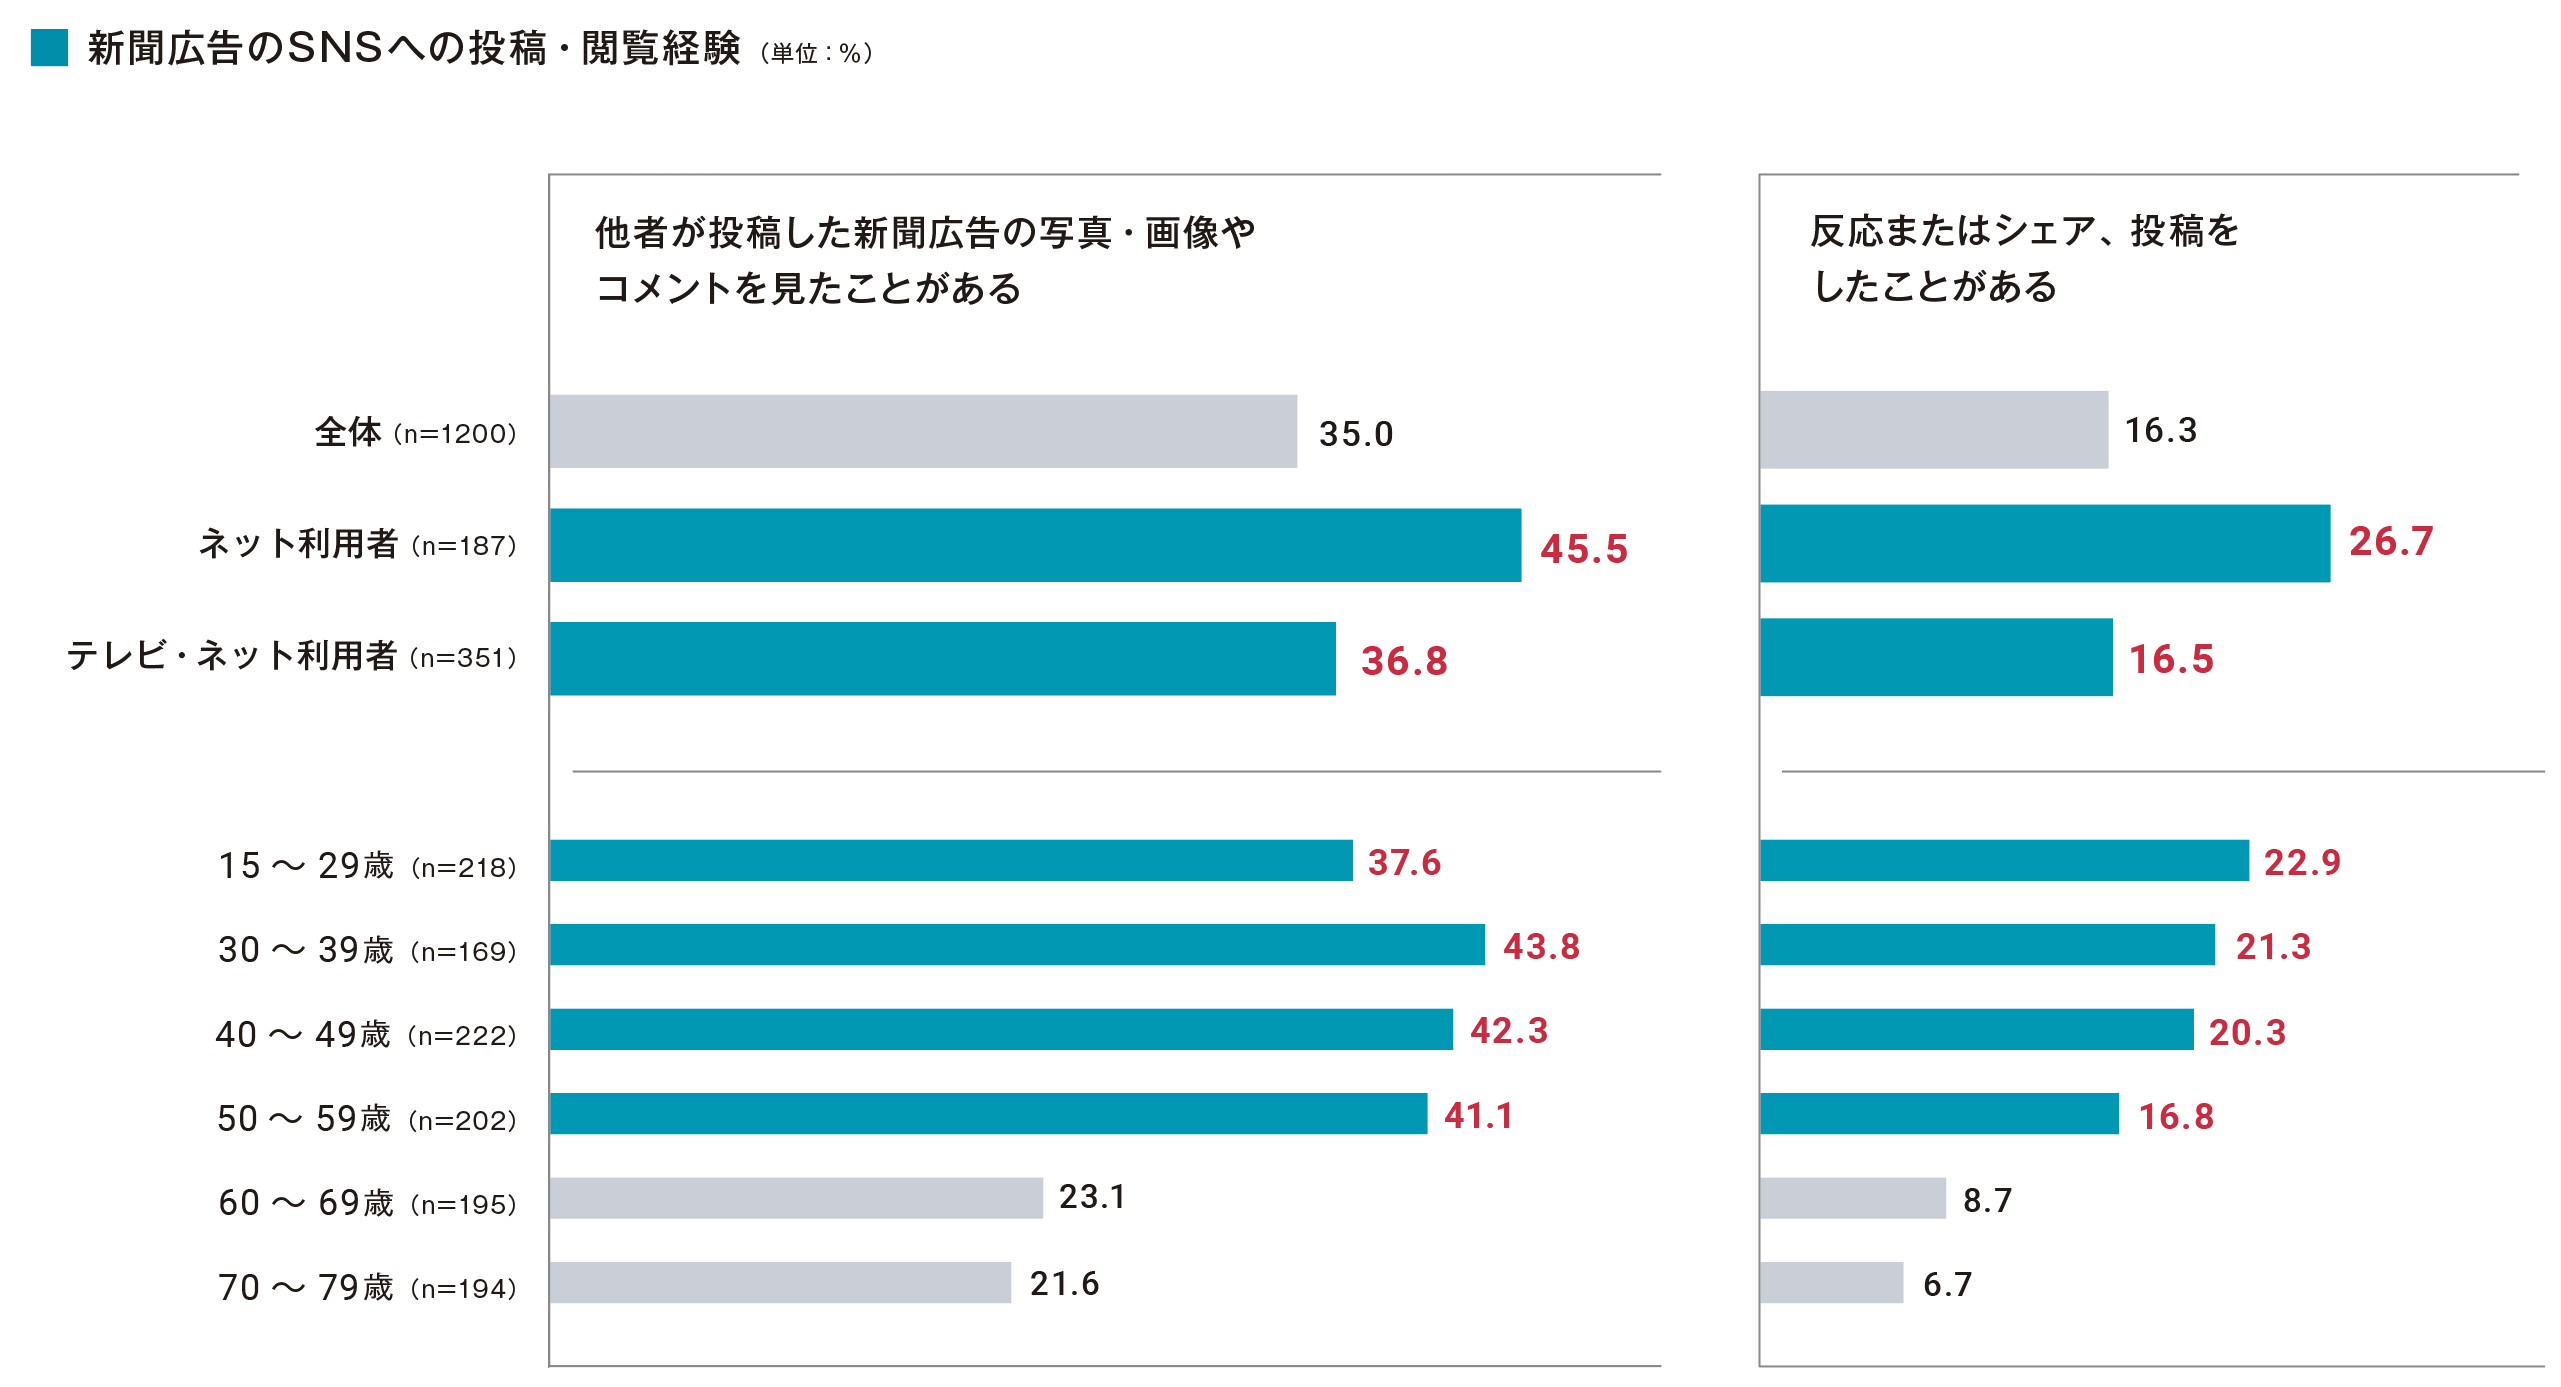 新聞広告のSNSへの投稿・閲覧経験（単位：%）
他者が投稿した新聞広告の写真・画像や
コメントを見たことがある
反応またはシェア、投稿を
したことがある
全体（n=1200） 35.0 16.3
ネット利用者（n=187） 45.5 26.7
テレビ・ネット利用者（n=351） 36.8 16.5
15 〜 29歳（n=218） 37.6 22.9
30 〜 39歳（n=169） 43.8 21.3
40 〜 49歳（n=222） 42.3 20.3
50 〜 59歳（n=202） 41.1 16.8
60 〜 69歳（n=195） 23.1 8.7
70 〜 79歳（n=194） 21.6 6.7